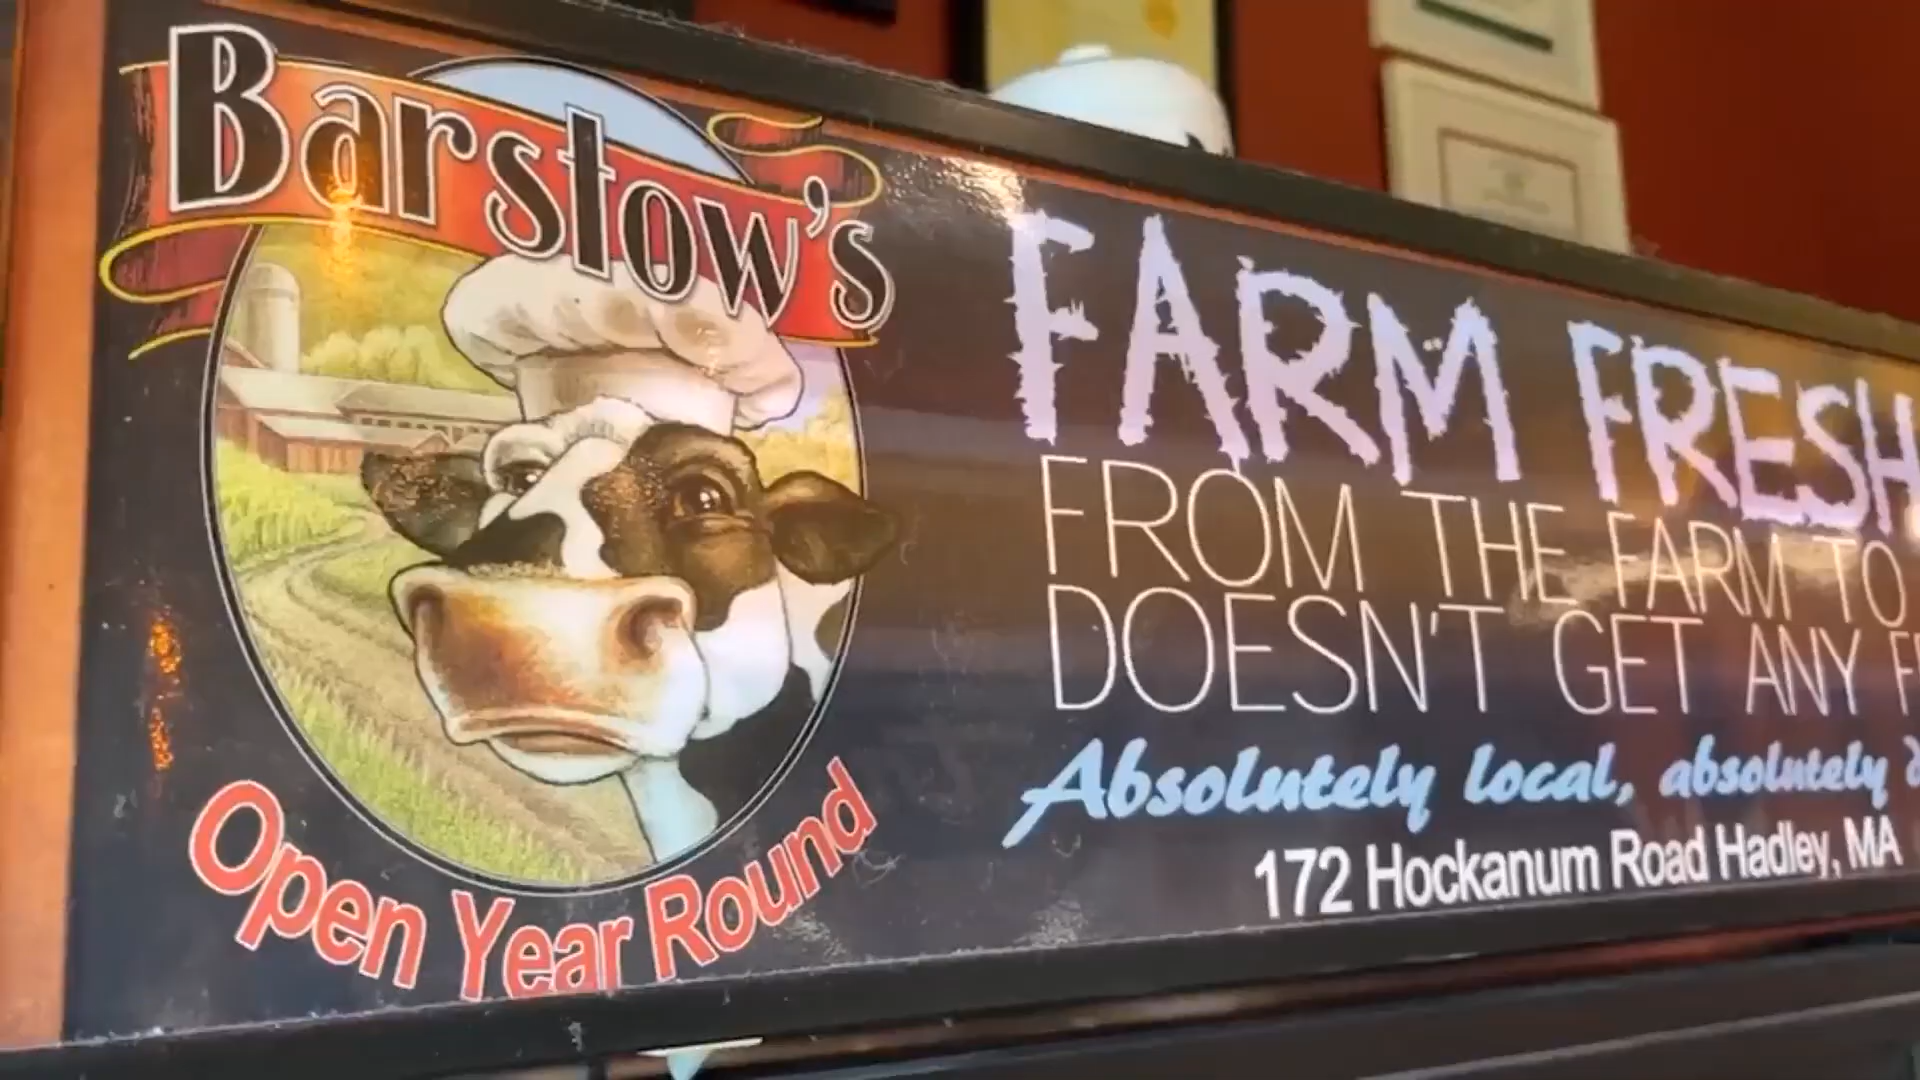 Barstow's
Open Year Round
FARM FRESH
FROM THE FARM TO
DOESN'T GET ANY
Absolutely local, absolutely
172 Hockanum Road Hadley, MA